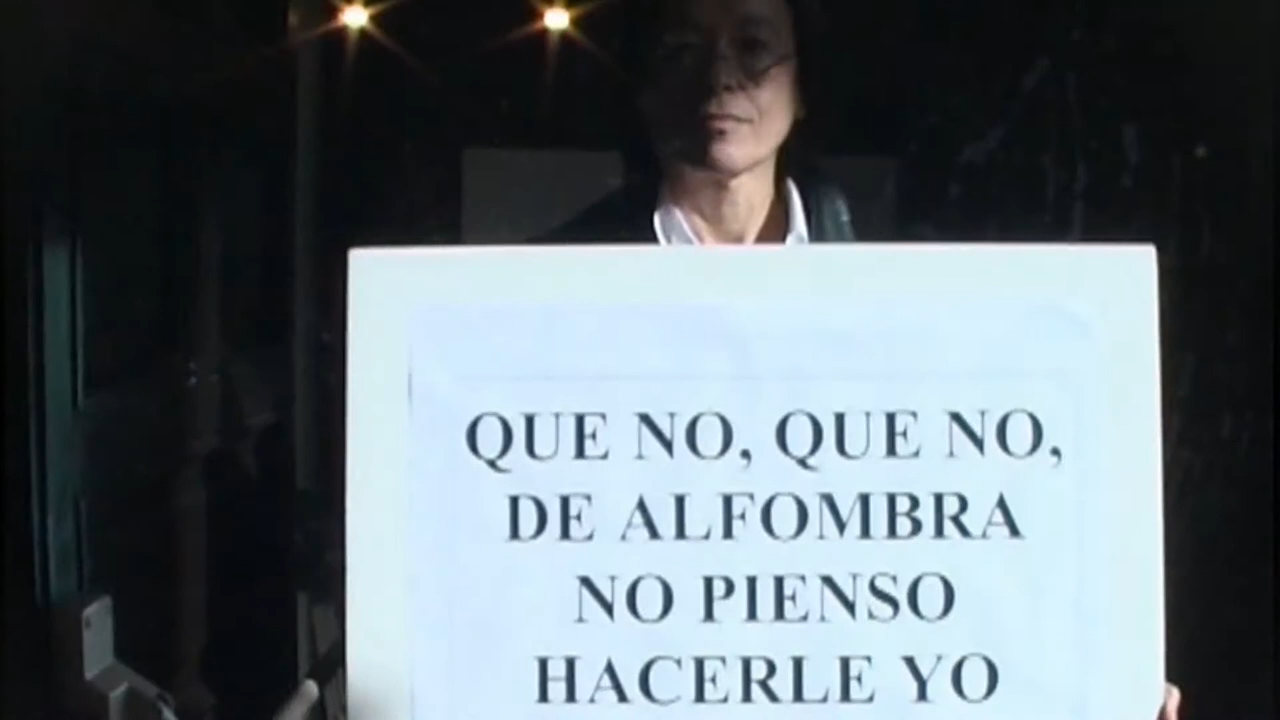 QUE NO, QUE NO,
DE ALFOMBRA
NO PIENSO
HACERLE YO